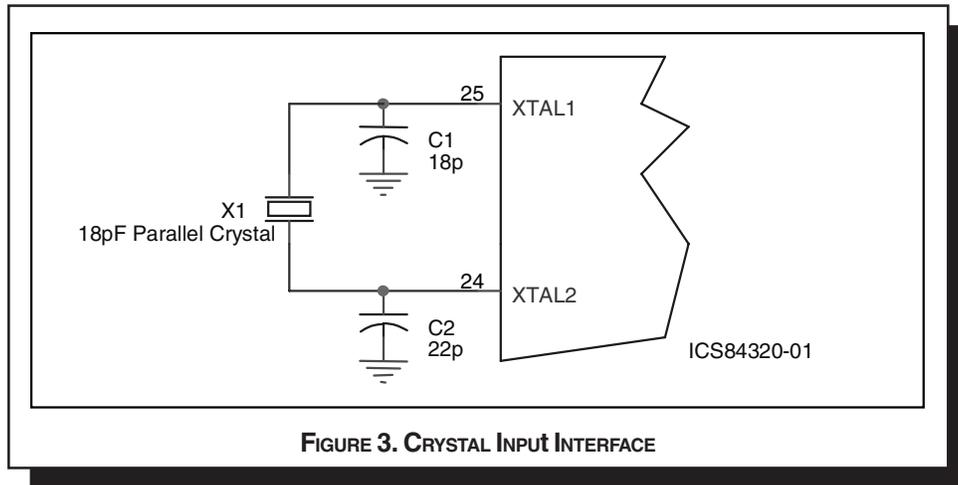 25
XTAL1
C1
18p
X1
18pF Parallel Crystal
24
XTAL2
C2
22p
ICS84320-01
FIGURE 3. CRYSTAL INPUt INTERFACE